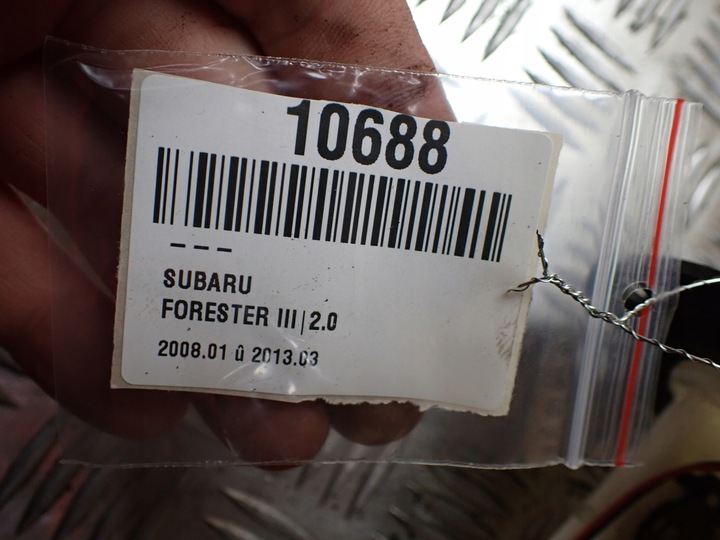 10688
---
SUBARU
FORESTER III|2.0
2008.01 û 2013.03